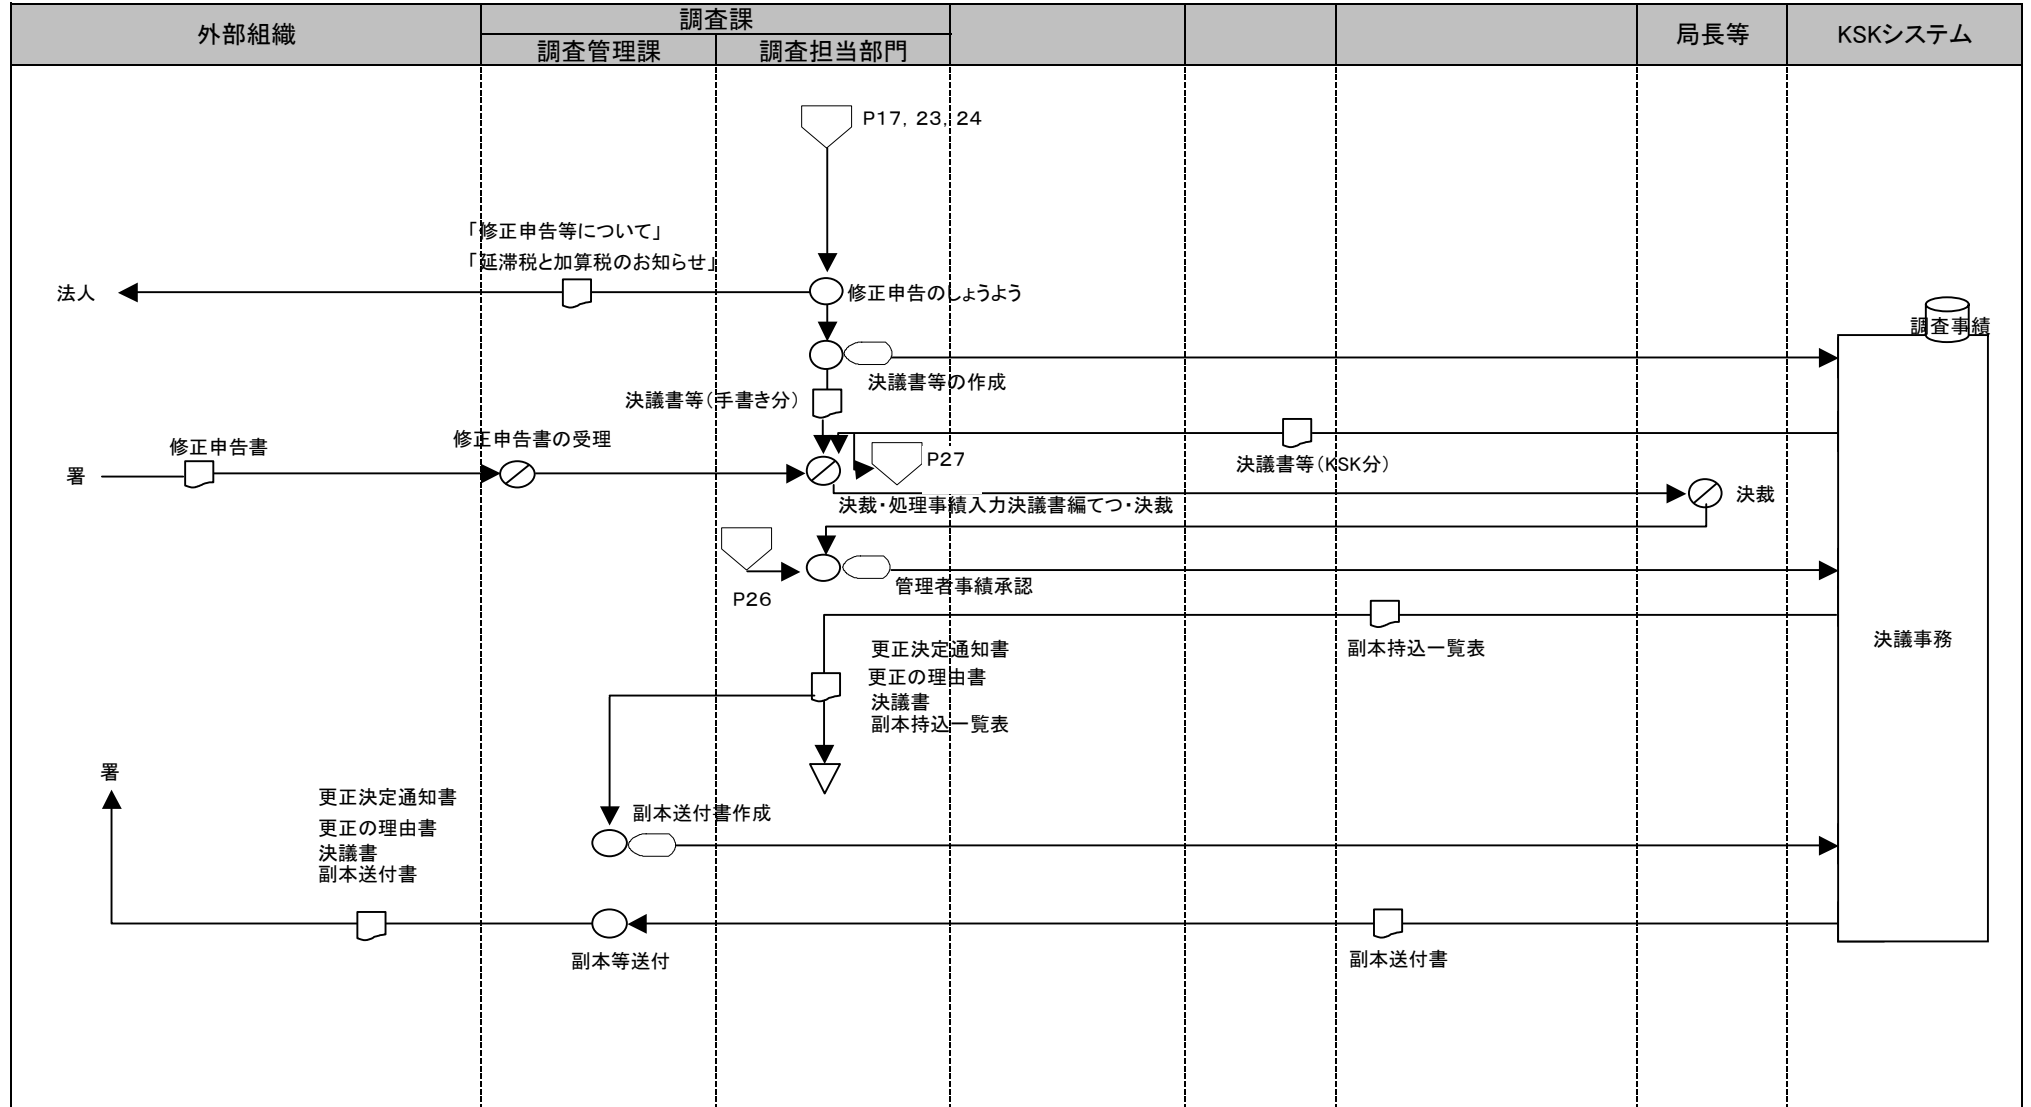 外部組織
調査課
調査管理課
調査担当部門
局長等
KSKシステム
P17, 23, 24
「修正申告等について」
「延滞税と加算税のお知らせ」
法人
修正申告のしょうよう
調査事績
決議書等の作成
決議書等(手書き分)
修正申告書
修正申告書の受理
P27
決議書等(KSK分)
署
決裁・処理事績入力決議書編てつ・決裁
決裁
管理者事績承認
P26
決議事務
更正決定通知書
更正の理由書
決議書
副本持込一覧表
副本持込一覧表
署
更正決定通知書
更正の理由書
決議書
副本送付書
副本送付書作成
副本等送付
副本送付書